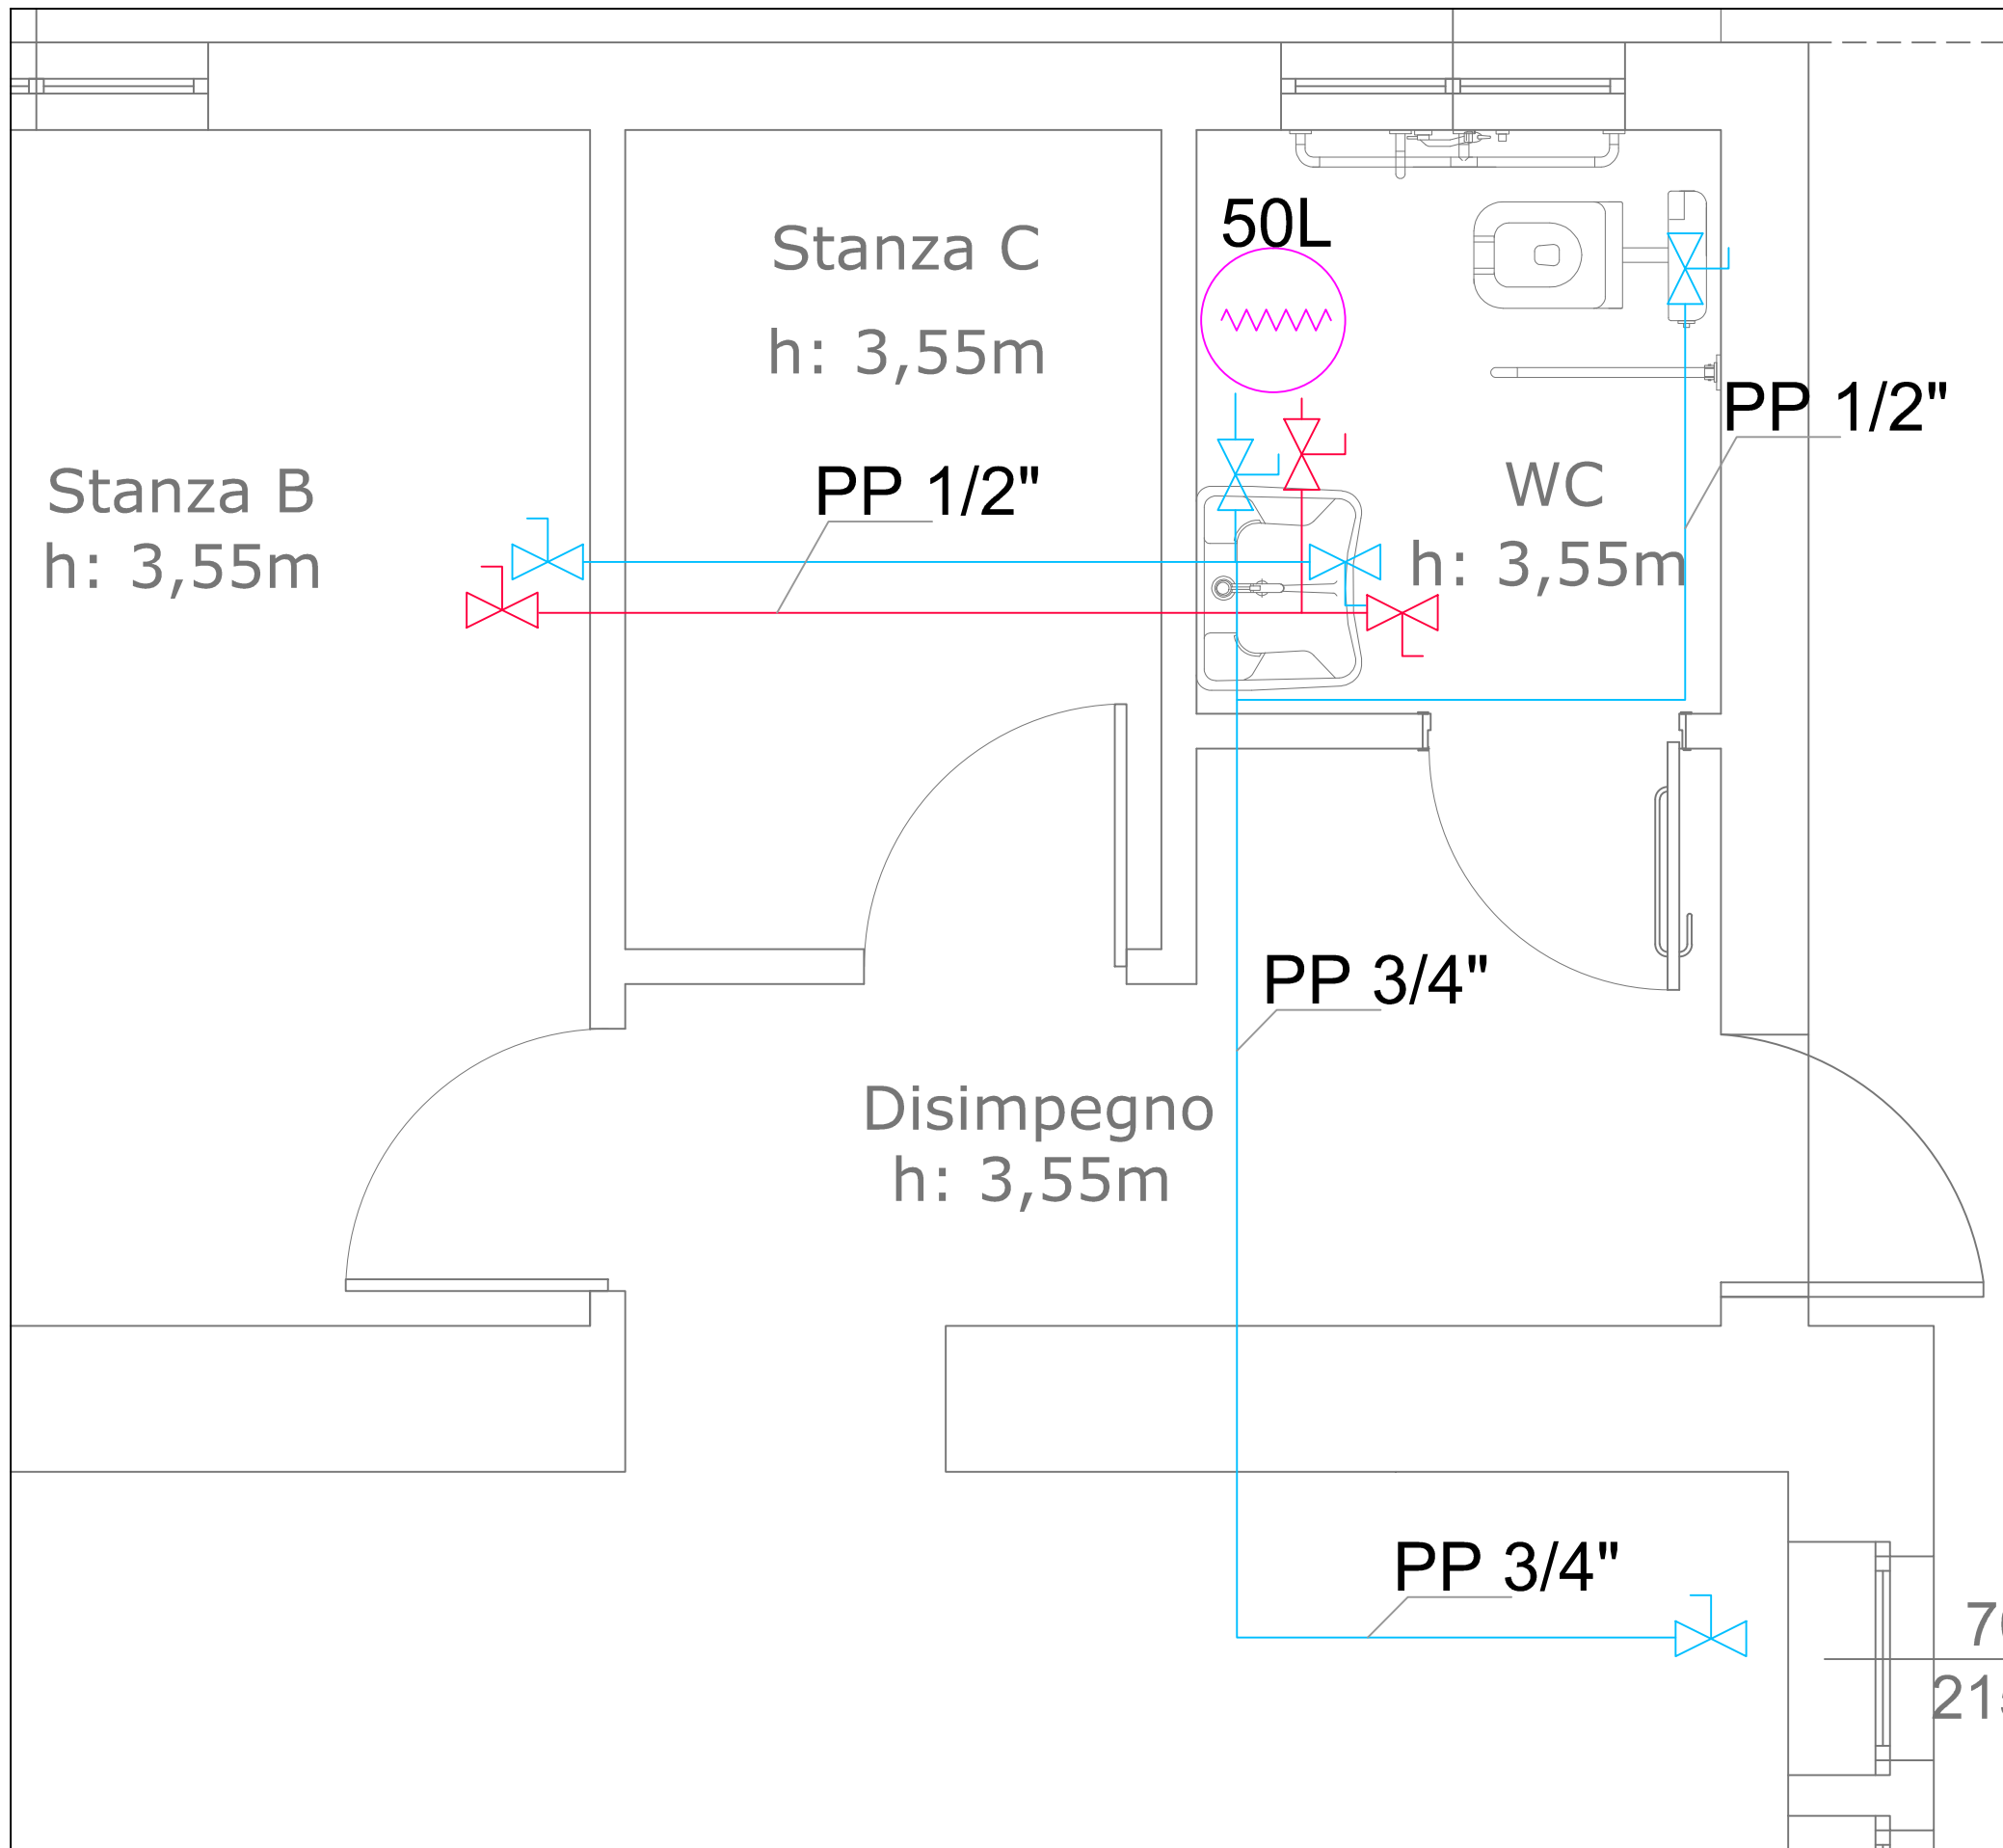 50L
Stanza C
h: 3,55m
PP 1/2"
PP 1/2"
Stanza B
h: 3,55m
WC
h: 3,55m
PP 3/4"
Disimpegno
h: 3,55m
PP 3/4"